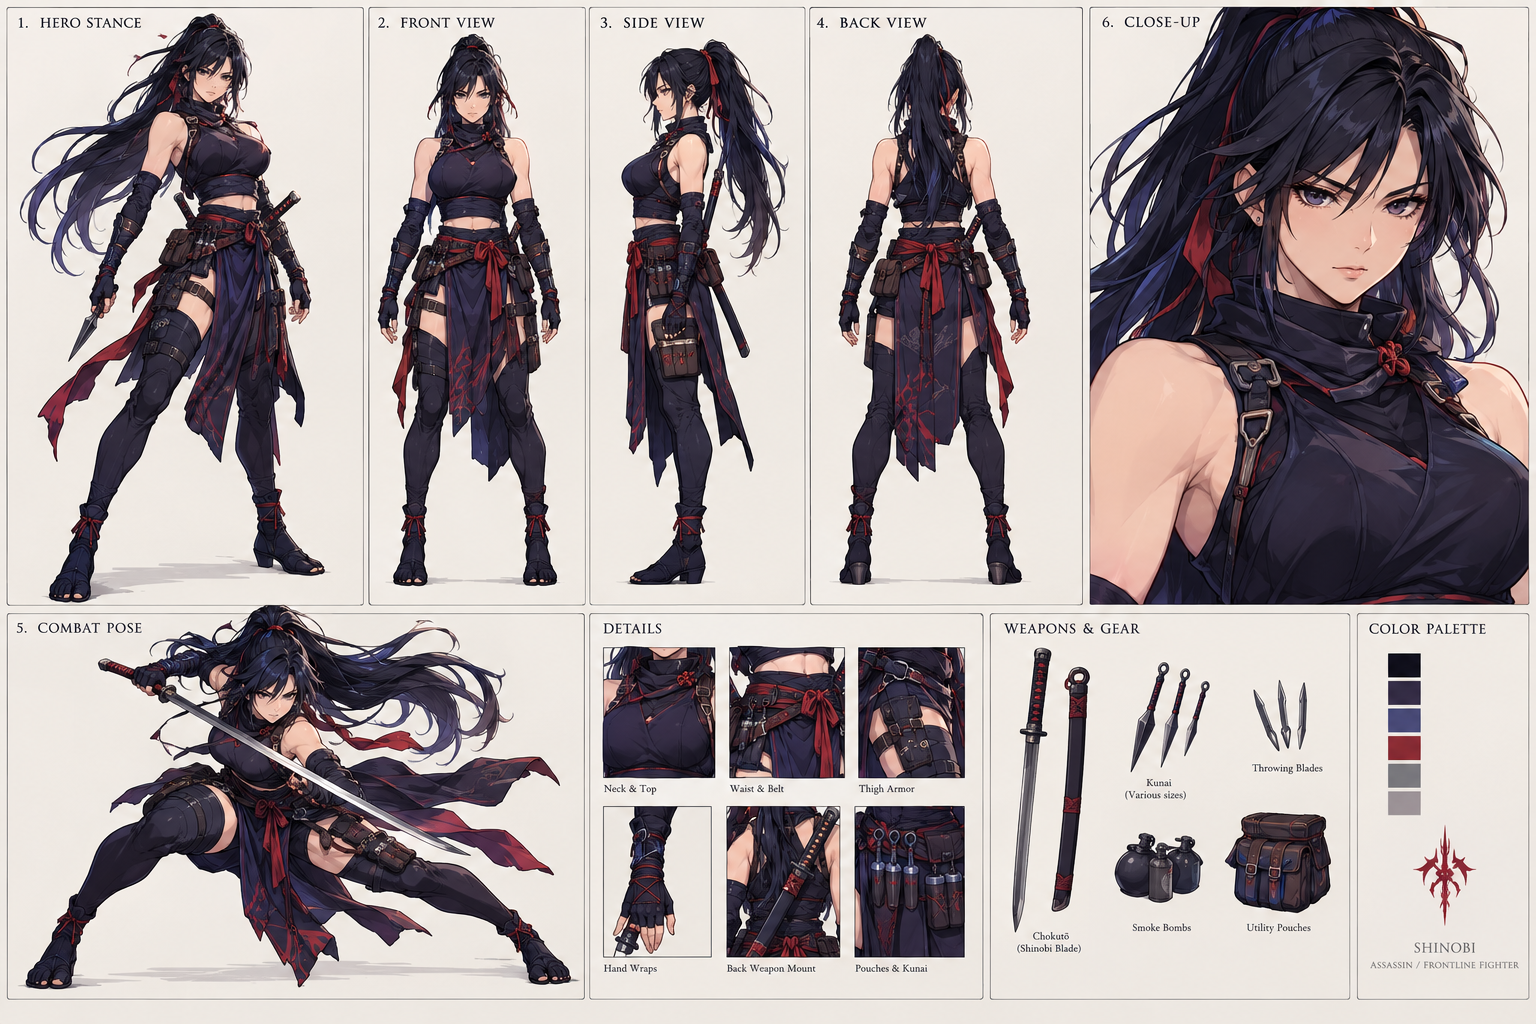 1. HERO STANCE
2. FRONT VIEW
3. SIDE VIEW
4. BACK VIEW
6. CLOSE-UP
5. COMBAT POSE
DETAILS
Neck & Top
Waist & Belt
Thigh Armor
Hand Wraps
Back Weapon Mount
Pouches & Kunai
WEAPONS & GEAR
Kunai
(Various sizes)
Throwing Blades
Chokutō
(Shinobi Blade)
Smoke Bombs
Utility Pouches
COLOR PALETTE
SHINOBI
ASSASSIN / FRONTLINE FIGHTER